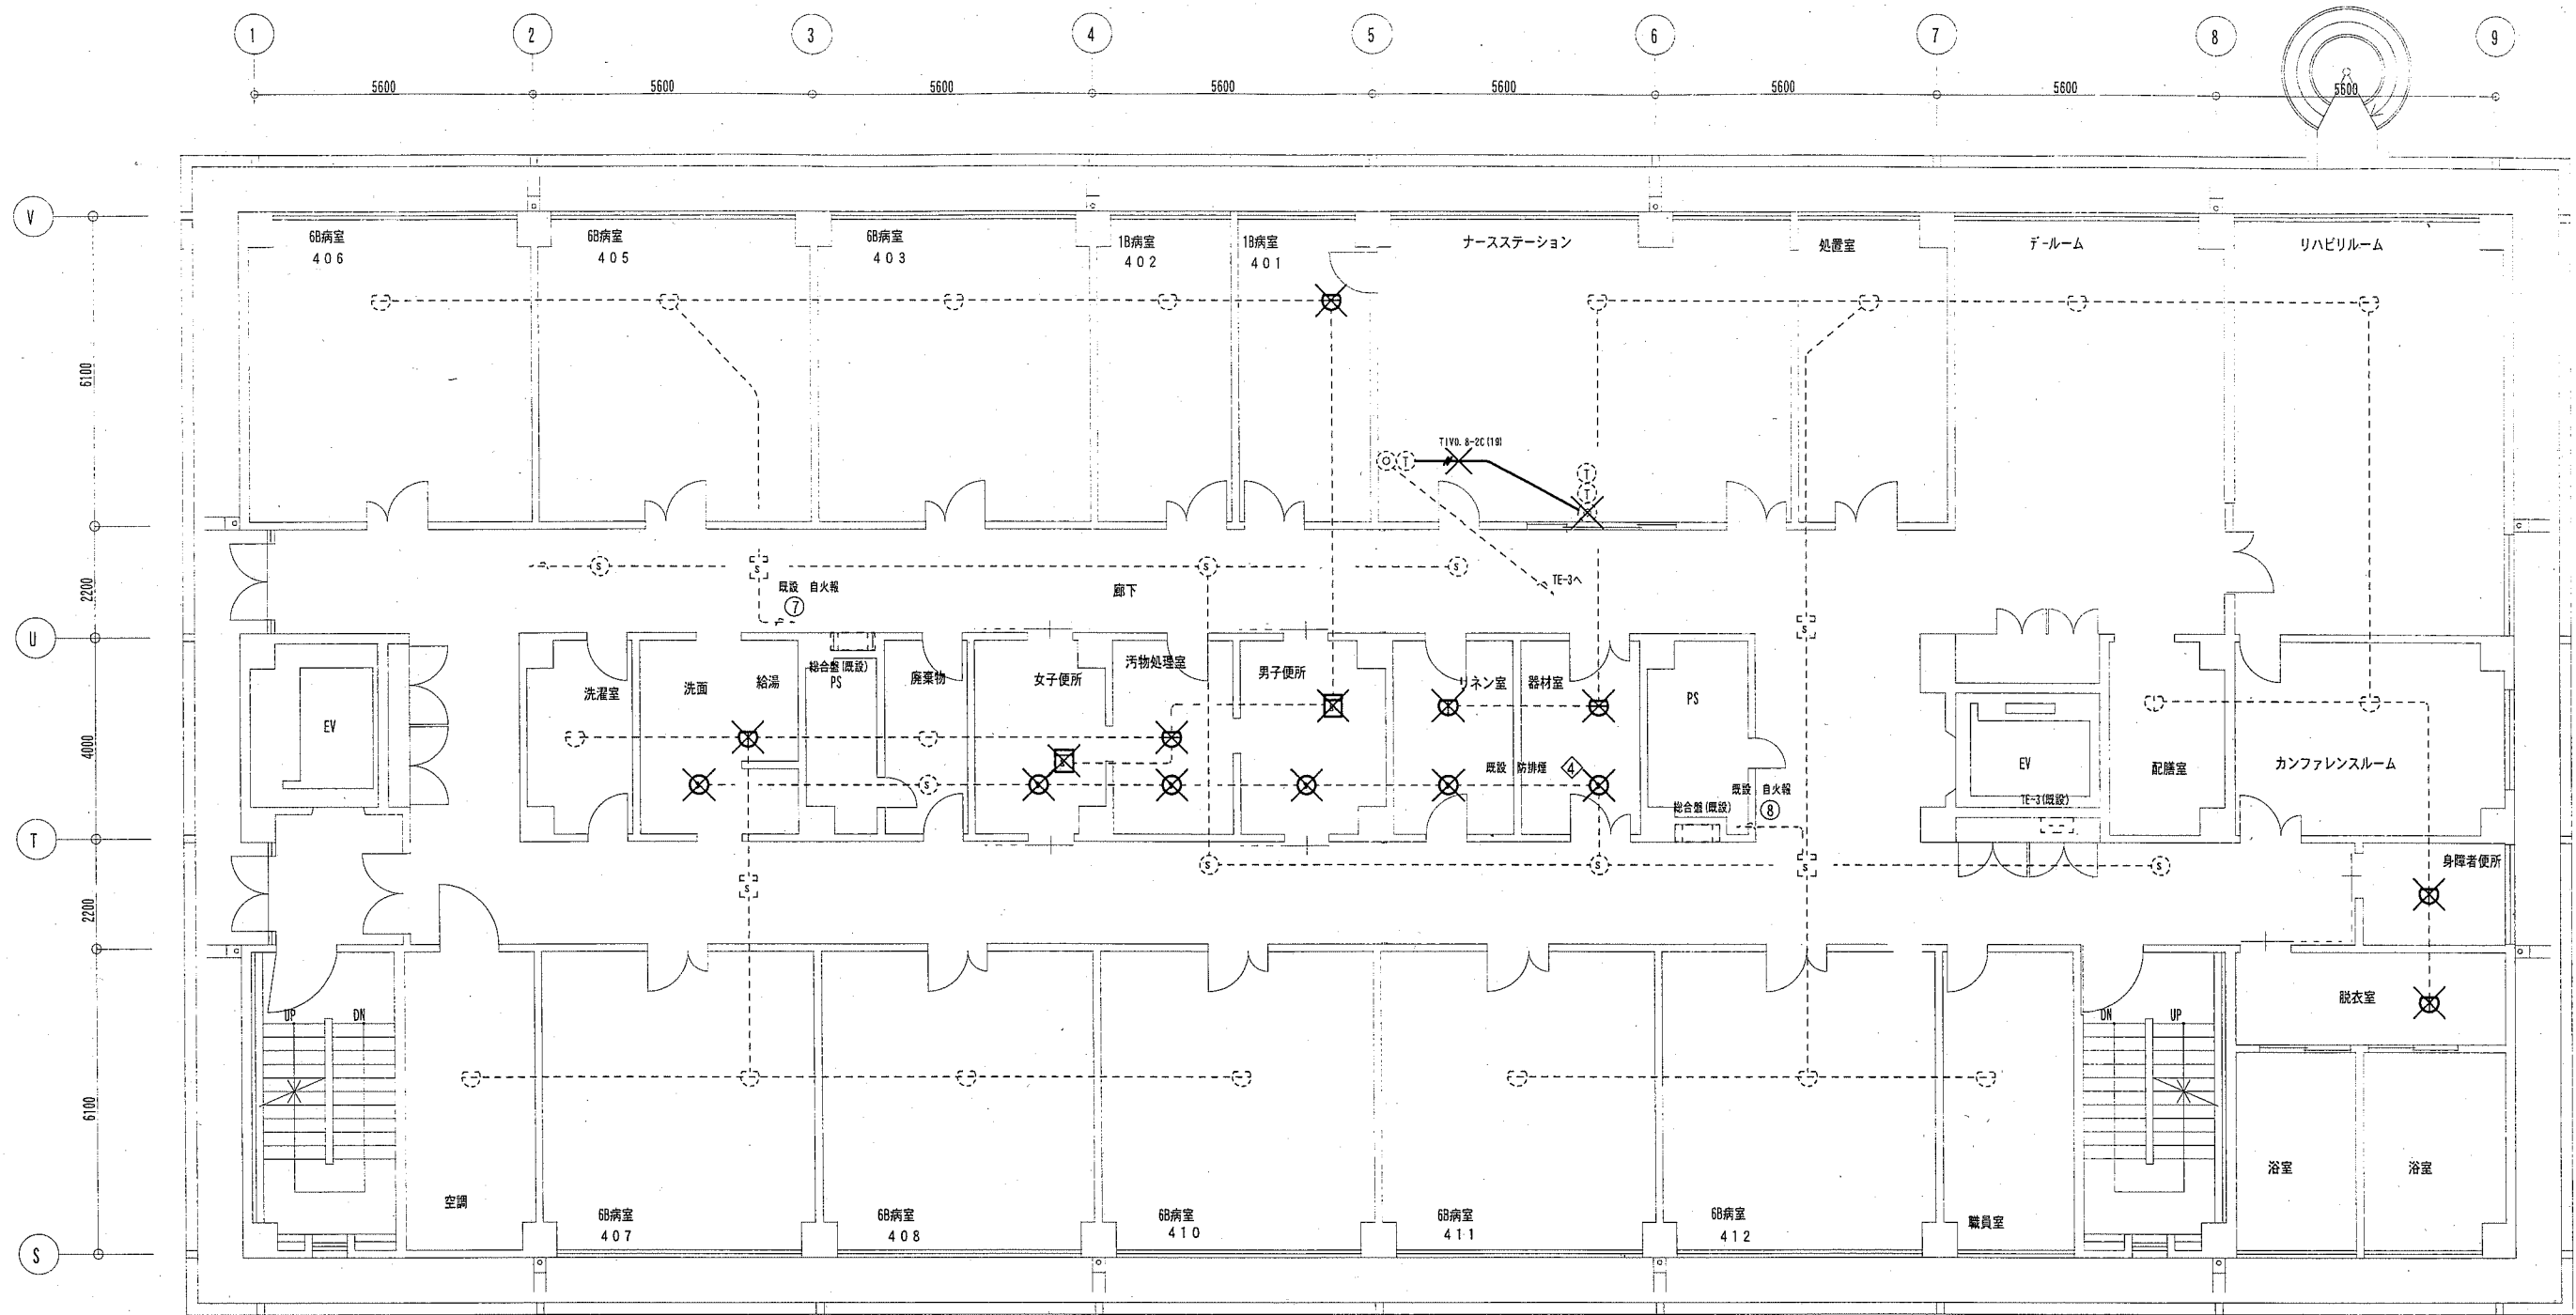 1 2 3 4 5 6 7 8 9
5600 5600 5600 5600 5600 5600 5600 5600
V
6B病室
406
6B病室
405
6B病室
403
1B病室
402
1B病室
401
ナースステーション
処置室
デールーム
リハビリルーム
6100
TIV0.8-2C(19)
T
T
T
S
S
S
S
TE-3へ
2200
既設 自火報
7
廊下
S
U
EV
洗濯室
洗面
給湯
総合盤(既設)
PS
廃棄物
女子便所
汚物処理室
男子便所
リネン室
器材室
PS
4000
S
S
S
既設 防排煙
4
総合盤(既設)
既設 自火報
8
EV
TE-3(既設)
配膳室
カンファレンスルーム
T
S
S
S
S
S
身障者便所
2200
脱衣室
UP
DN
DN
UP
6100
空調
6B病室
407
6B病室
408
6B病室
410
6B病室
411
6B病室
412
職員室
浴室
浴室
S